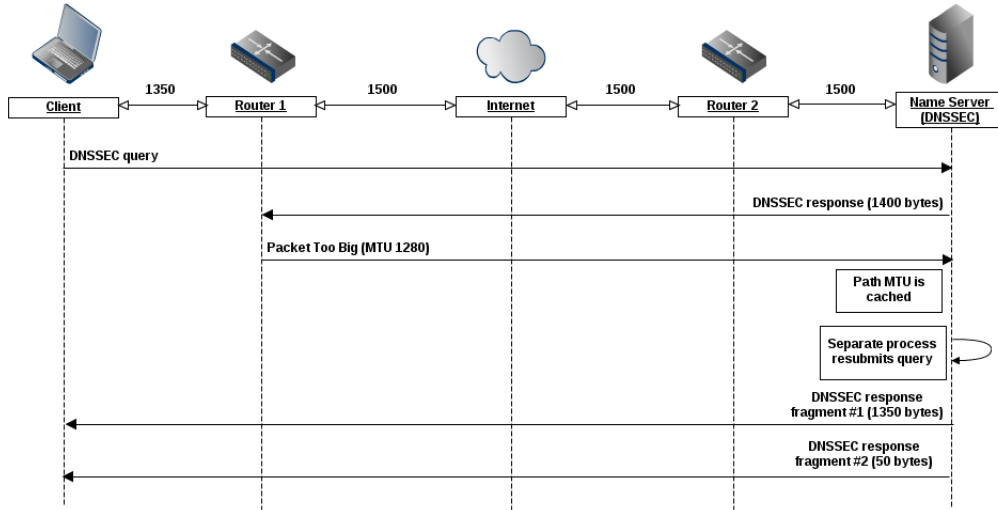 1350
1500
1500
1500
Client
Router 1
Internet
Router 2
Name Server
(DNSSEC)
DNSSEC query
DNSSEC response (1400 bytes)
Packet Too Big (MTU 1280)
Path MTU is
cached
Separate process
resubmits query
DNSSEC response
fragment #1 (1350 bytes)
DNSSEC response
fragment #2 (50 bytes)